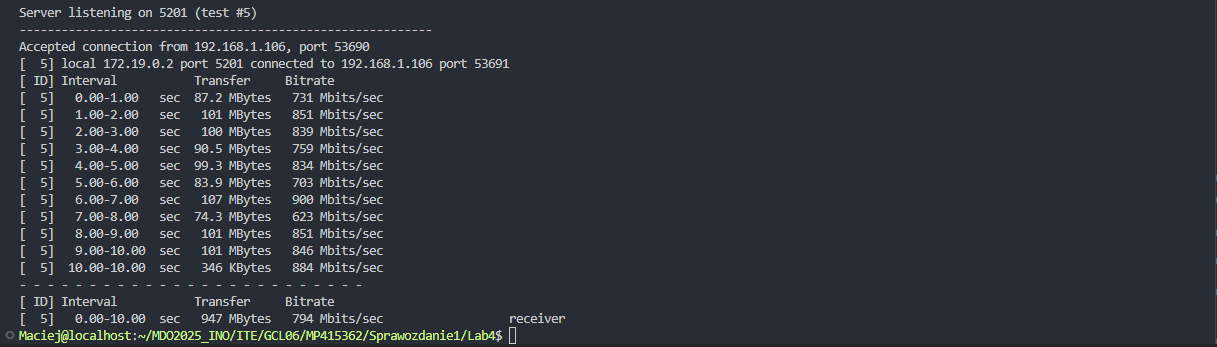 Server listening on 5201 (test #5)
-----------------------------------------------------------
Accepted connection from 192.168.1.106, port 53690
[  5] local 172.19.0.2 port 5201 connected to 192.168.1.106 port 53691
[ ID] Interval           Transfer     Bitrate
[  5]   0.00-1.00   sec  87.2 MBytes   731 Mbits/sec
[  5]   1.00-2.00   sec   101 MBytes   851 Mbits/sec
[  5]   2.00-3.00   sec   100 MBytes   839 Mbits/sec
[  5]   3.00-4.00   sec  90.5 MBytes   759 Mbits/sec
[  5]   4.00-5.00   sec  99.3 MBytes   834 Mbits/sec
[  5]   5.00-6.00   sec  83.9 MBytes   703 Mbits/sec
[  5]   6.00-7.00   sec   107 MBytes   900 Mbits/sec
[  5]   7.00-8.00   sec  74.3 MBytes   623 Mbits/sec
[  5]   8.00-9.00   sec   101 MBytes   851 Mbits/sec
[  5]   9.00-10.00  sec   101 MBytes   846 Mbits/sec
[  5]  10.00-10.00  sec   346 KBytes   884 Mbits/sec
- - - - - - - - - - - - - - - - - - - - - - - - -
[ ID] Interval           Transfer     Bitrate
[  5]   0.00-10.00  sec   947 MBytes   794 Mbits/sec                  receiver
Maciej@localhost:~/MDO2025_INO/ITE/GCL06/MP415362/Sprawozdanie1/Lab4$